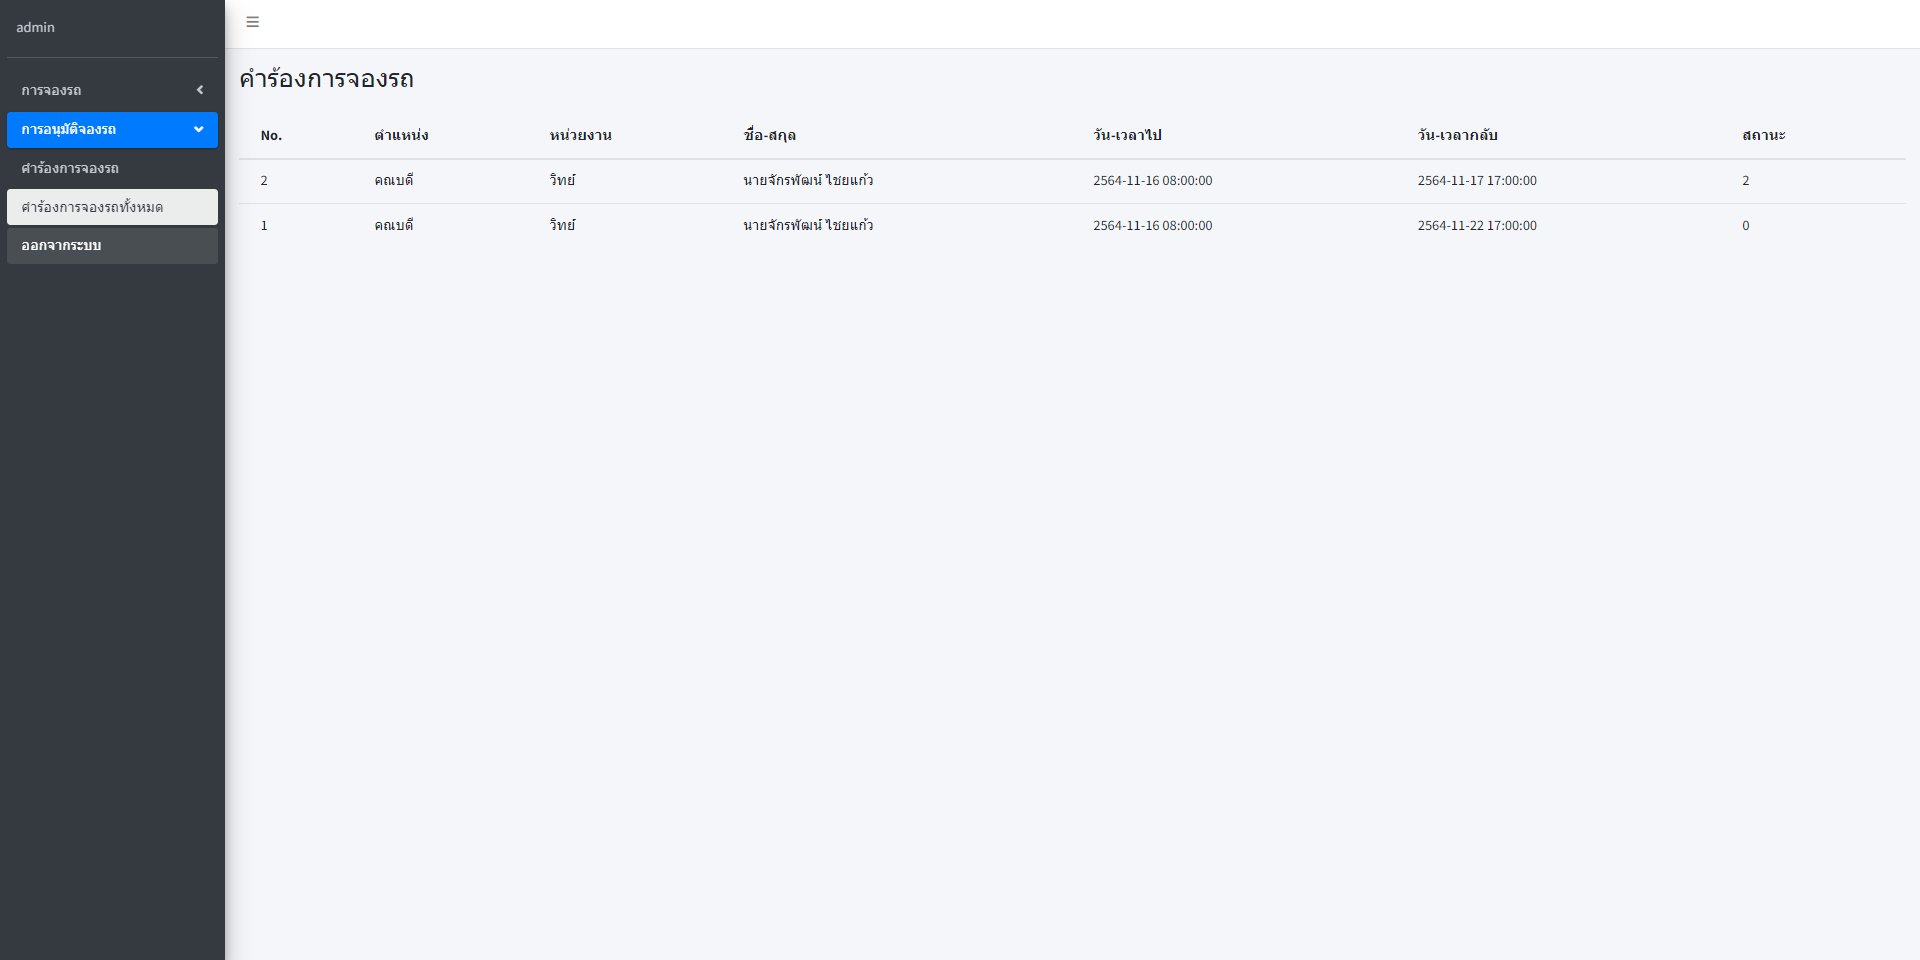 admin
การจองรถ
การอนุมัติจองรถ
คำร้องการจองรถ
คำร้องการจองรถทั้งหมด
ออกจากระบบ
คำร้องการจองรถ
No. ตำแหน่ง หน่วยงาน ชื่อ-สกุล วัน-เวลาไป วัน-เวลากลับ สถานะ
2 คณบดี วิทย์ นายจักรพัฒน์ ไชยแก้ว 2564-11-16 08:00:00 2564-11-17 17:00:00 2
1 คณบดี วิทย์ นายจักรพัฒน์ ไชยแก้ว 2564-11-16 08:00:00 2564-11-22 17:00:00 0